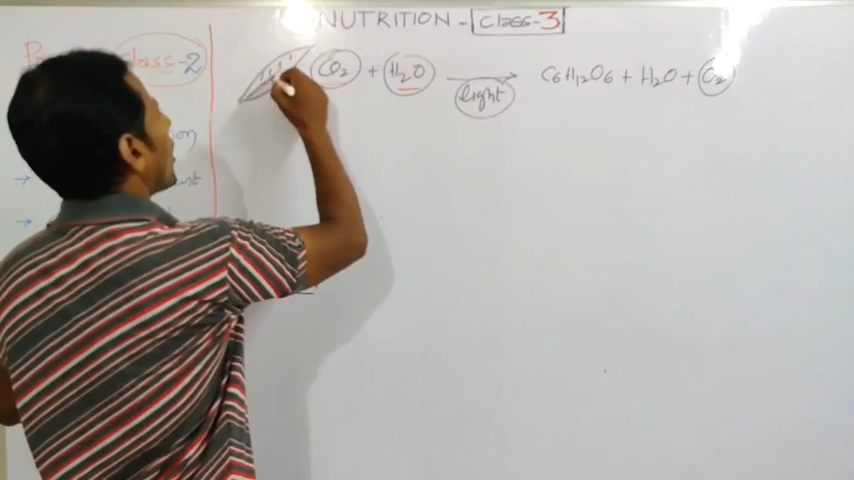 NUTRITION - Class-3
class-2
CO2 + H2O light C6H12O6 + H2O + O2
→
→